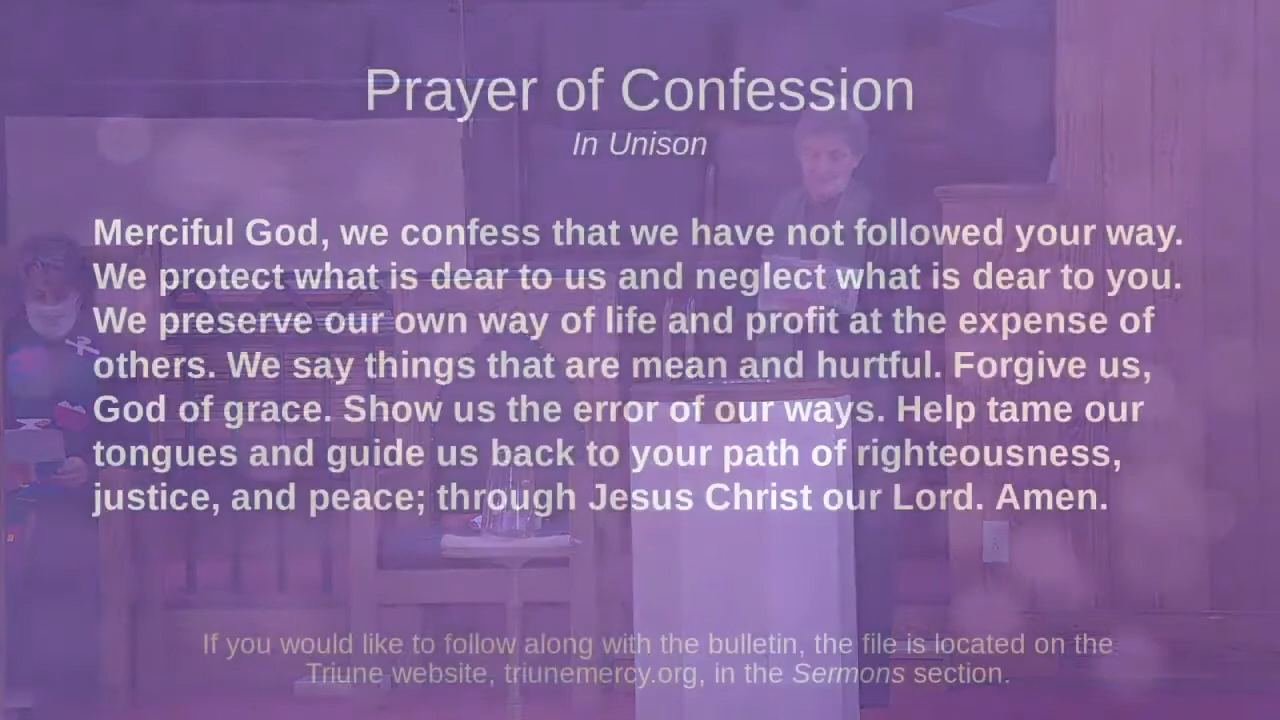 Prayer of Confession
In Unison
Merciful God, we confess that we have not followed your way.
We protect what is dear to us and neglect what is dear to you.
We preserve our own way of life and profit at the expense of
others. We say things that are mean and hurtful. Forgive us,
God of grace. Show us the error of our ways. Help tame our
tongues and guide us back to your path of righteousness,
justice, and peace; through Jesus Christ our Lord. Amen.
If you would like to follow along with the bulletin, the file is located on the
Triune website, triunemercy.org, in the Sermons section.